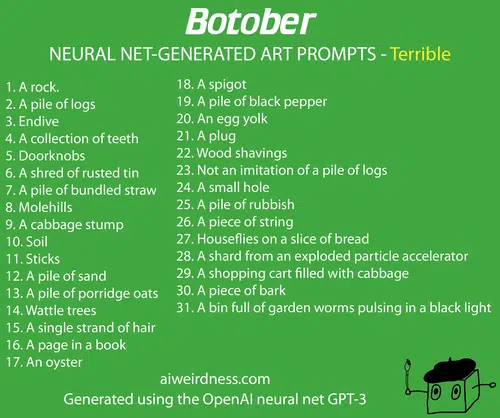 Botober
NEURAL NET-GENERATED ART PROMPTS - Terrible
1. A rock.
2. A pile of logs
3. Endive
4. A collection of teeth
5. Doorknobs
6. A shred of rusted tin
7. A pile of bundled straw
8. Molehills
9. A cabbage stump
10. Soil
11. Sticks
12. A pile of sand
13. A pile of porridge oats
14. Wattle trees
15. A single strand of hair
16. A page in a book
17. An oyster
18. A spigot
19. A pile of black pepper
20. An egg yolk
21. A plug
22. Wood shavings
23. Not an imitation of a pile of logs
24. A small hole
25. A pile of rubbish
26. A piece of string
27. Houseflies on a slice of bread
28. A shard from an exploded particle accelerator
29. A shopping cart filled with cabbage
30. A piece of bark
31. A bin full of garden worms pulsing in a black light
aiweirdness.com
Generated using the OpenAI neural net GPT-3